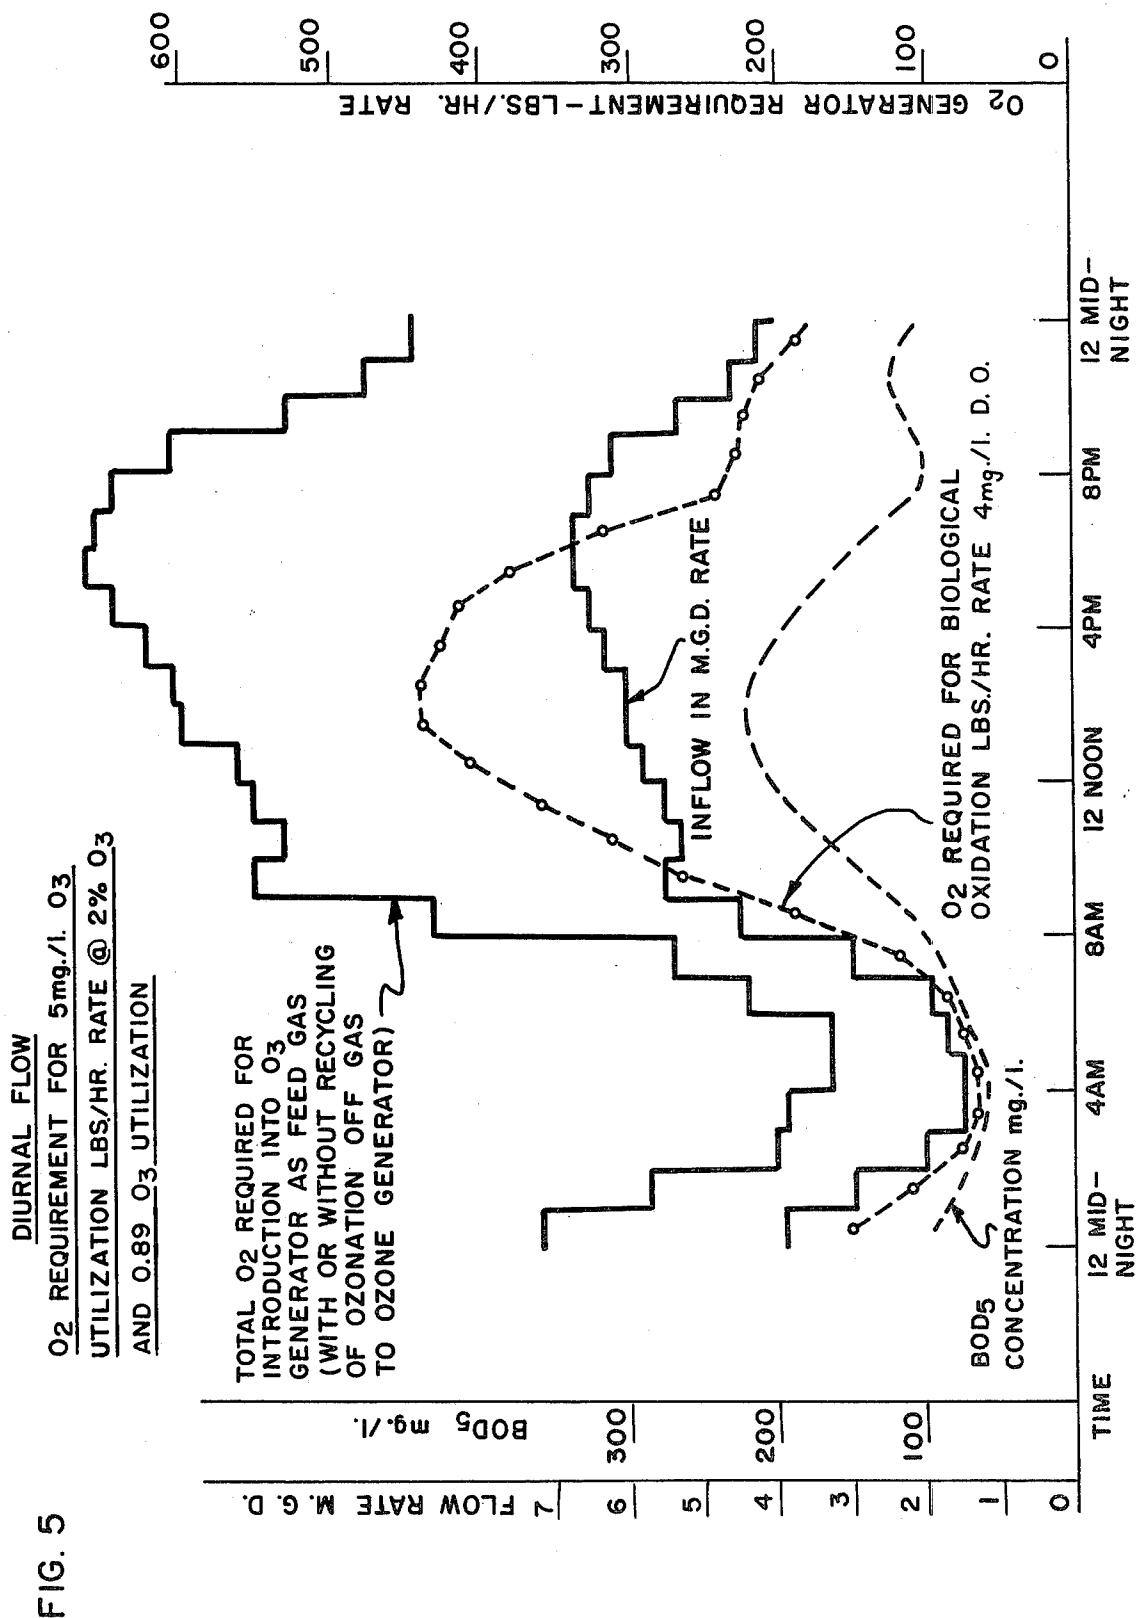 FIG. 5
DIURNAL FLOW
O2 REQUIREMENT FOR 5mg./l. O3
UTILIZATION LBS./HR. RATE @ 2% O3
AND 0.89 O3 UTILIZATION
FLOW RATE M. G. D.
7
6
5
4
3
2
1
0
BOD5 mg./l.
300
200
100
TOTAL O2 REQUIRED FOR
INTRODUCTION INTO O3
GENERATOR AS FEED GAS
(WITH OR WITHOUT RECYCLING
OF OZONATION OFF GAS
TO OZONE GENERATOR)
INFLOW IN M.G.D. RATE
O2 REQUIRED FOR BIOLOGICAL
OXIDATION LBS./HR. RATE 4mg./l. D.O.
BOD5
CONCENTRATION mg./l.
TIME
12 MID-
NIGHT
4AM
8AM
12 NOON
4PM
8PM
12 MID-
NIGHT
O2 GENERATOR REQUIREMENT-LBS./HR. RATE
600
500
400
300
200
100
0